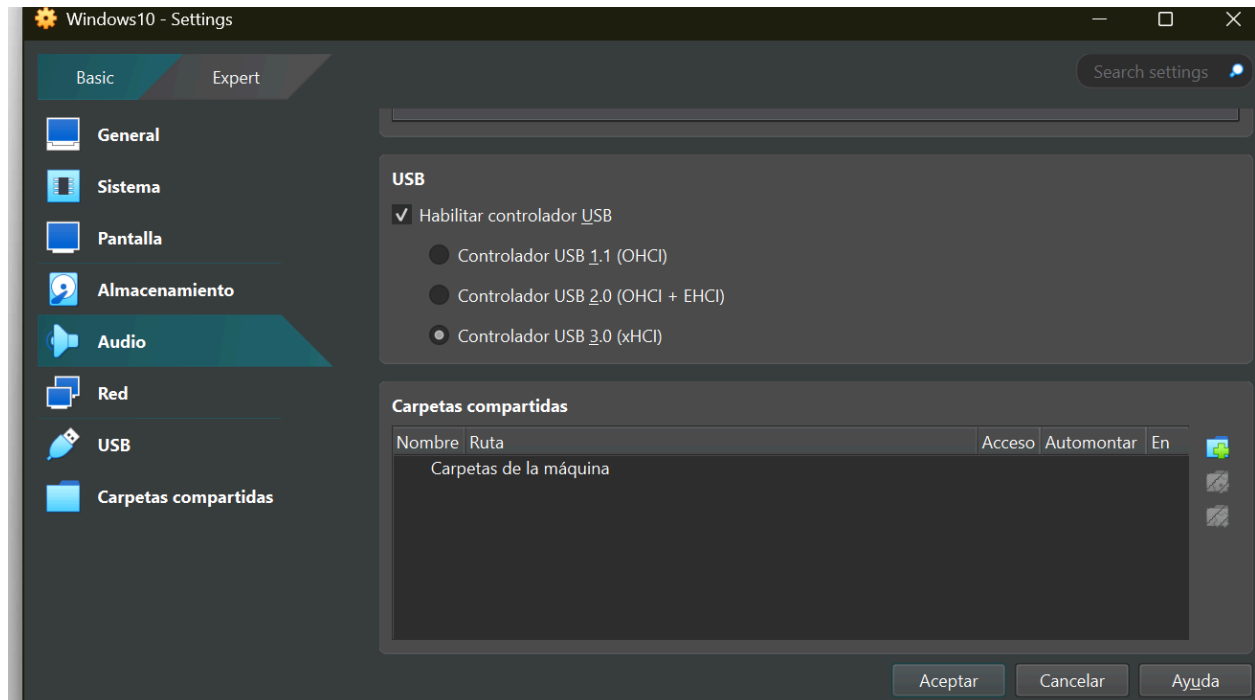 Windows10 - Settings
Basic Expert Search settings
General
Sistema
Pantalla
Almacenamiento
Audio
Red
USB
Carpetas compartidas
USB
Habilitar controlador USB
Controlador USB 1.1 (OHCI)
Controlador USB 2.0 (OHCI + EHCI)
Controlador USB 3.0 (xHCI)
Carpetas compartidas
Nombre Ruta Acceso Automontar En
Carpetas de la máquina
Aceptar Cancelar Ayuda